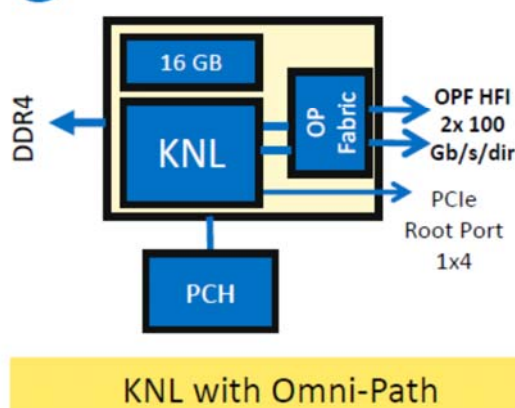 16 GB
DDR4
KNL
OP
Fabric
OPF HFI
2x 100
Gb/s/dir
PCIe
Root Port
1x4
PCH
KNL with Omni-Path